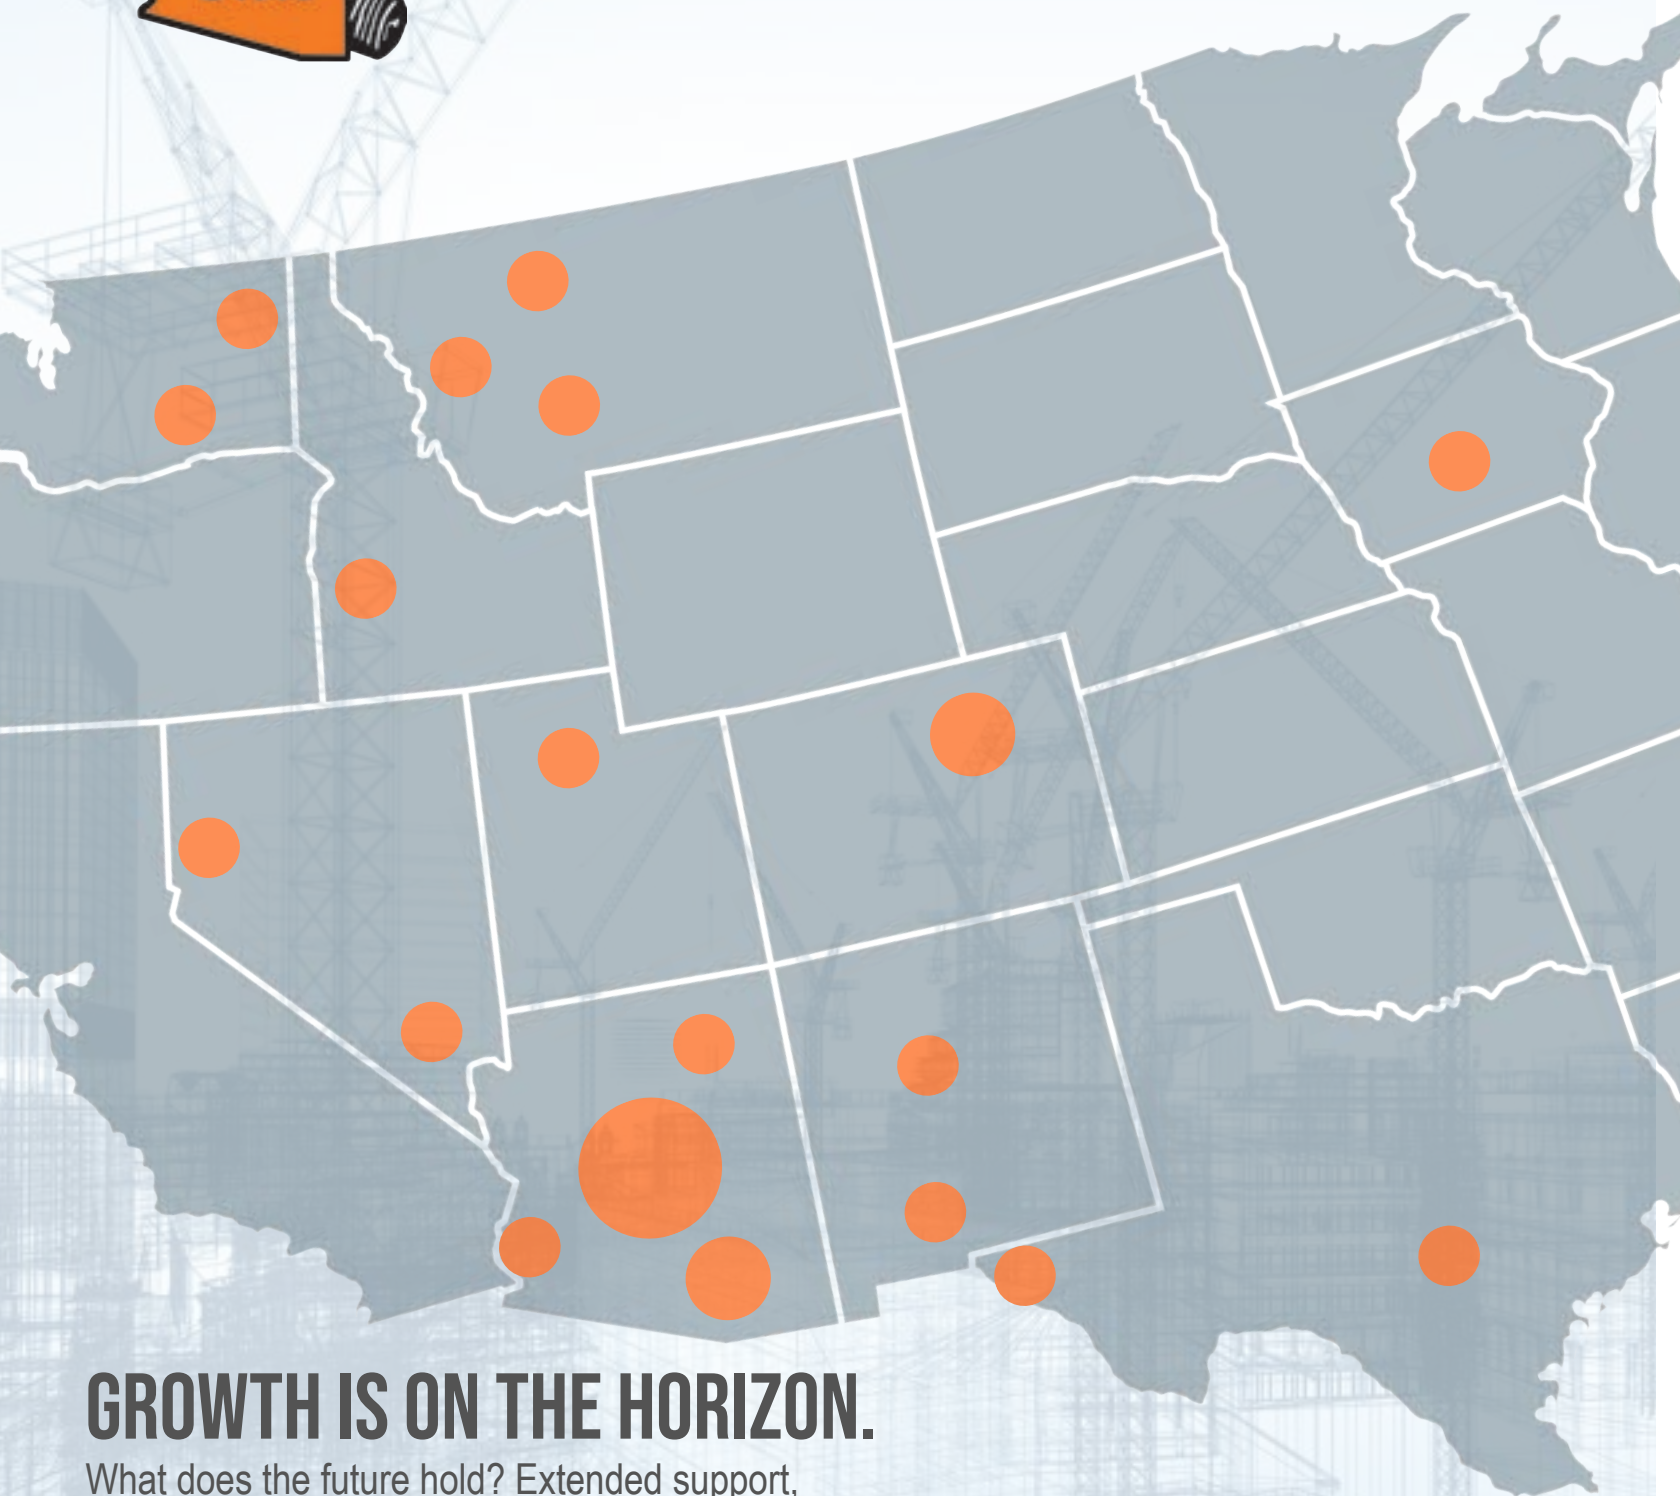 GROWTH IS ON THE HORIZON.
What does the future hold? Extended support,